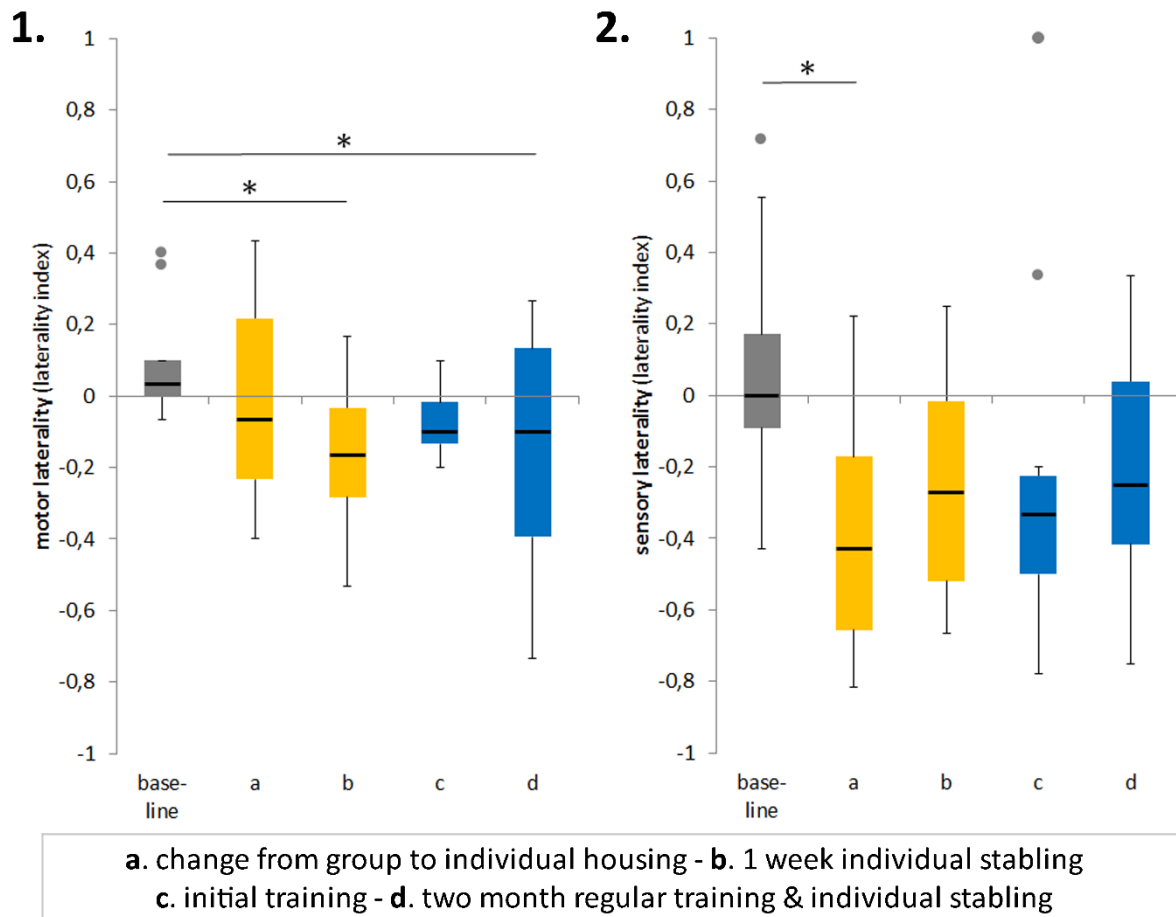 1.
motor laterality (laterality index)
1
0,8
0,6
0,4
0,2
0
-0,2
-0,4
-0,6
-0,8
-1
*
*
base-
line
a
b
c
d
2.
sensory laterality (laterality index)
1
0,8
0,6
0,4
0,2
0
-0,2
-0,4
-0,6
-0,8
-1
*
base-
line
a
b
c
d
a. change from group to individual housing - b. 1 week individual stabling
c. initial training - d. two month regular training & individual stabling